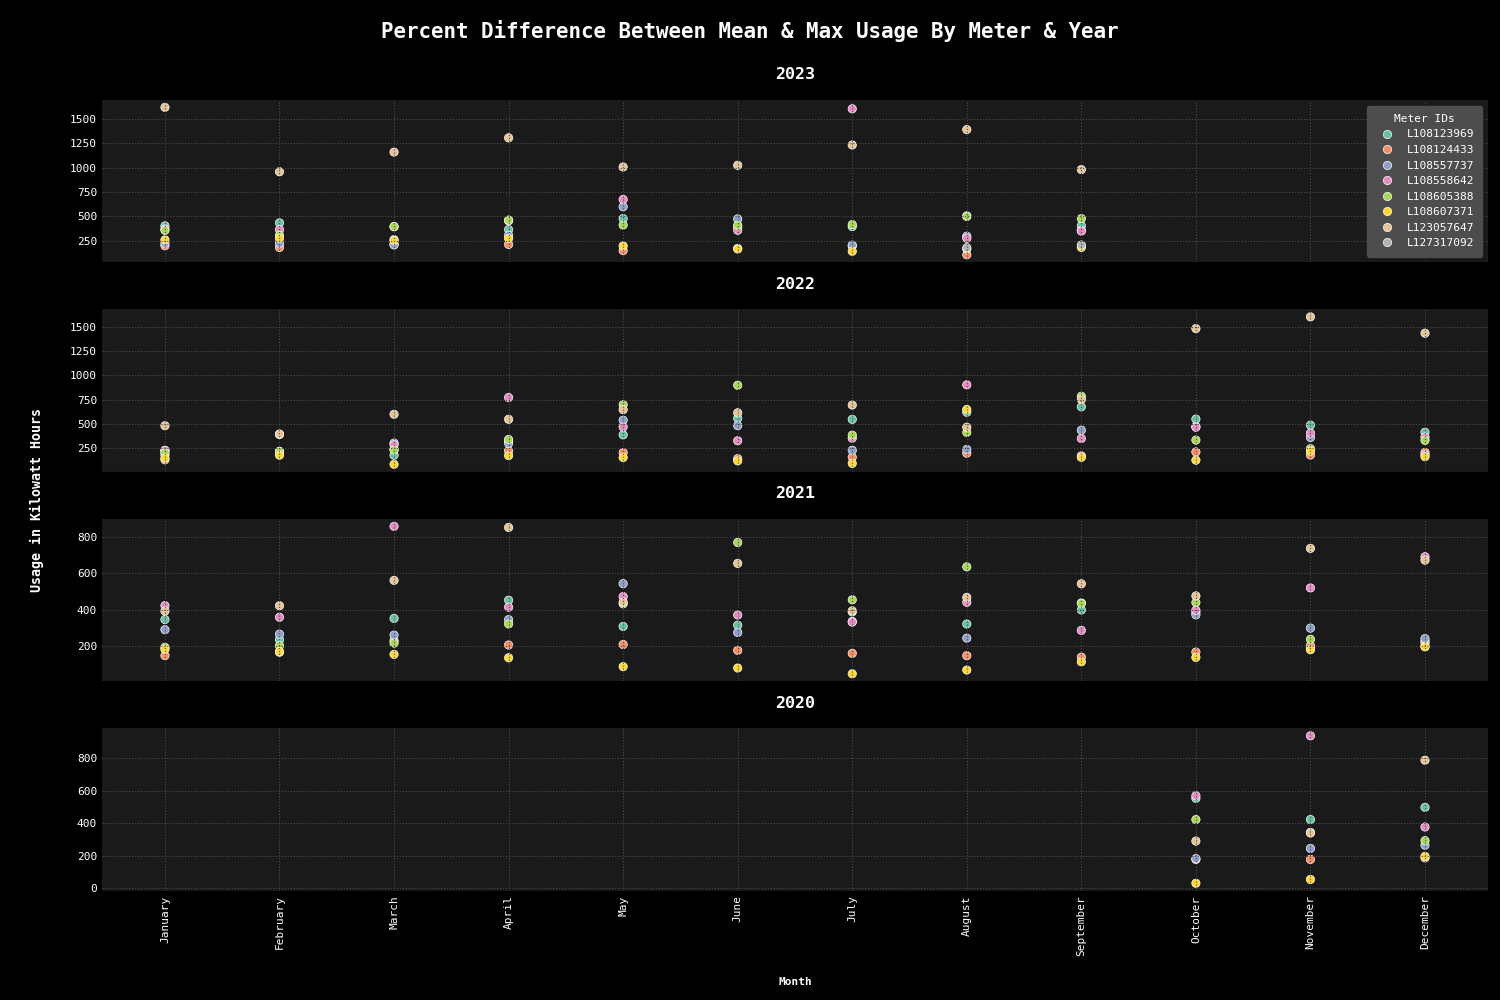 Percent Difference Between Mean & Max Usage By Meter & Year
2023
1500
1250
1000
750
500
250
Meter IDs
L108123969
L108124433
L108557737
L108558642
L108605388
L108607371
L123057647
L127317092
2022
1500
1250
1000
750
500
250
Usage in Kilowatt Hours
2021
800
600
400
200
2020
800
600
400
200
0
January
February
March
April
May
June
July
August
September
October
November
December
Month